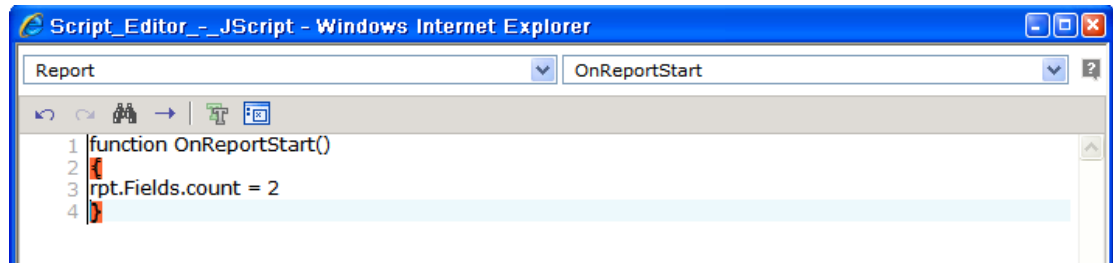 Script_Editor_-_JScript - Windows Internet Explorer
Report OnReportStart
1 function OnReportStart()
2 {
3 rpt.Fields.count = 2
4 }